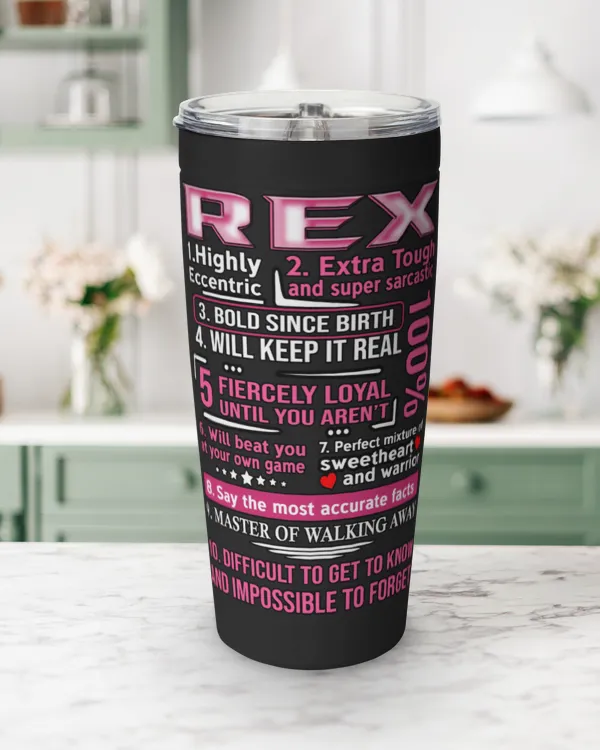 REX
1.Highly
Eccentric
2. Extra Tough
and super sarcastic
3. BOLD SINCE BIRTH
4. WILL KEEP IT REAL
100%
5 FIERCELY LOYAL
UNTIL YOU AREN'T
6. Will beat you
at your own game
7. Perfect mixture of
sweetheart
and warrior
8. Say the most accurate facts
9. MASTER OF WALKING AWAY
10. DIFFICULT TO GET TO KNOW
AND IMPOSSIBLE TO FORGET